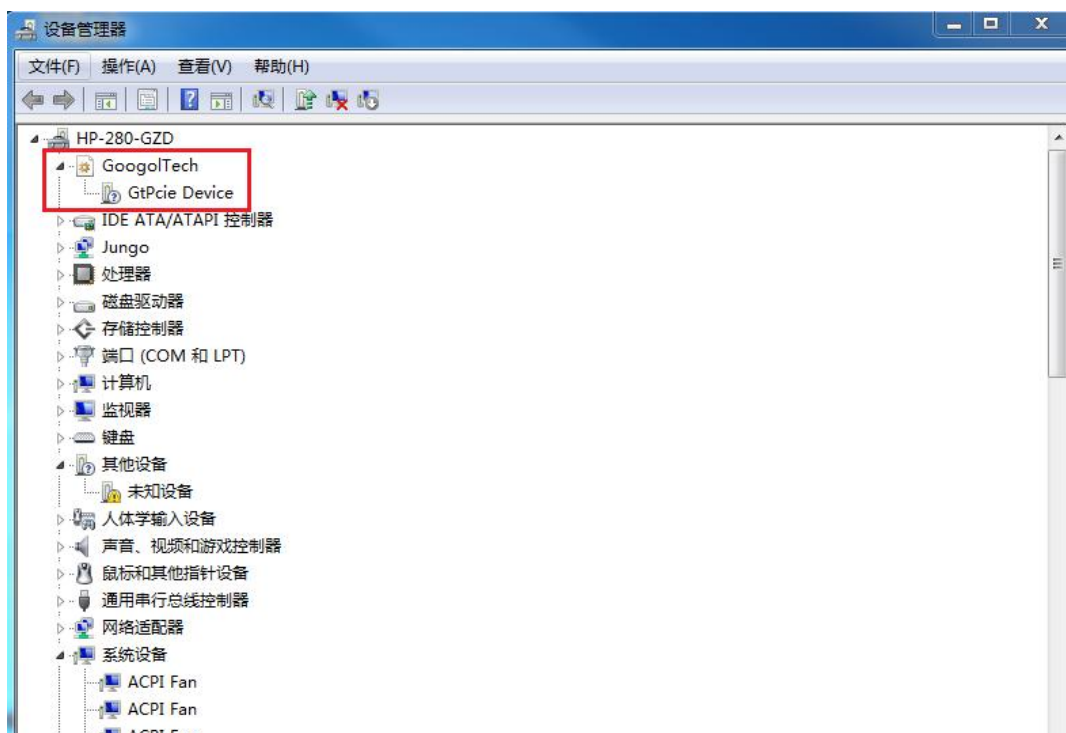 设备管理器
文件(F) 操作(A) 查看(V) 帮助(H)
HP-280-GZD
GoogolTech
GtPcie Device
IDE ATA/ATAPI 控制器
Jungo
处理器
磁盘驱动器
存储控制器
端口 (COM 和 LPT)
计算机
监视器
键盘
其他设备
未知设备
人体学输入设备
声音、视频和游戏控制器
鼠标和其他指针设备
通用串行总线控制器
网络适配器
系统设备
ACPI Fan
ACPI Fan